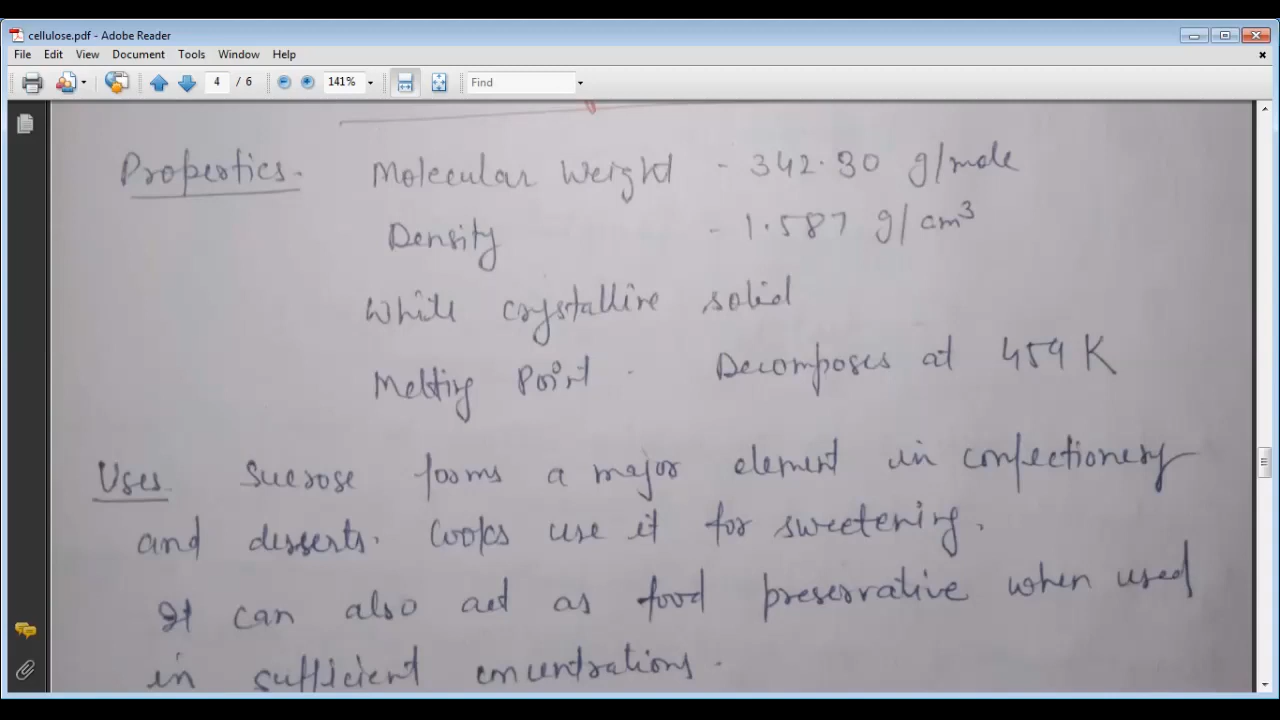 cellulose.pdf - Adobe Reader
File Edit View Document Tools Window Help
4 / 6 141% Find
Properties. Molecular Weight - 342.30 g/mole
Density - 1.587 g/cm³
White crystalline solid
Melting Point. Decomposes at 459 K
Uses Sucrose forms a major element in confectionery
and desserts. Cooks use it for sweetening.
It can also act as food preservative when used
in sufficient concentrations.